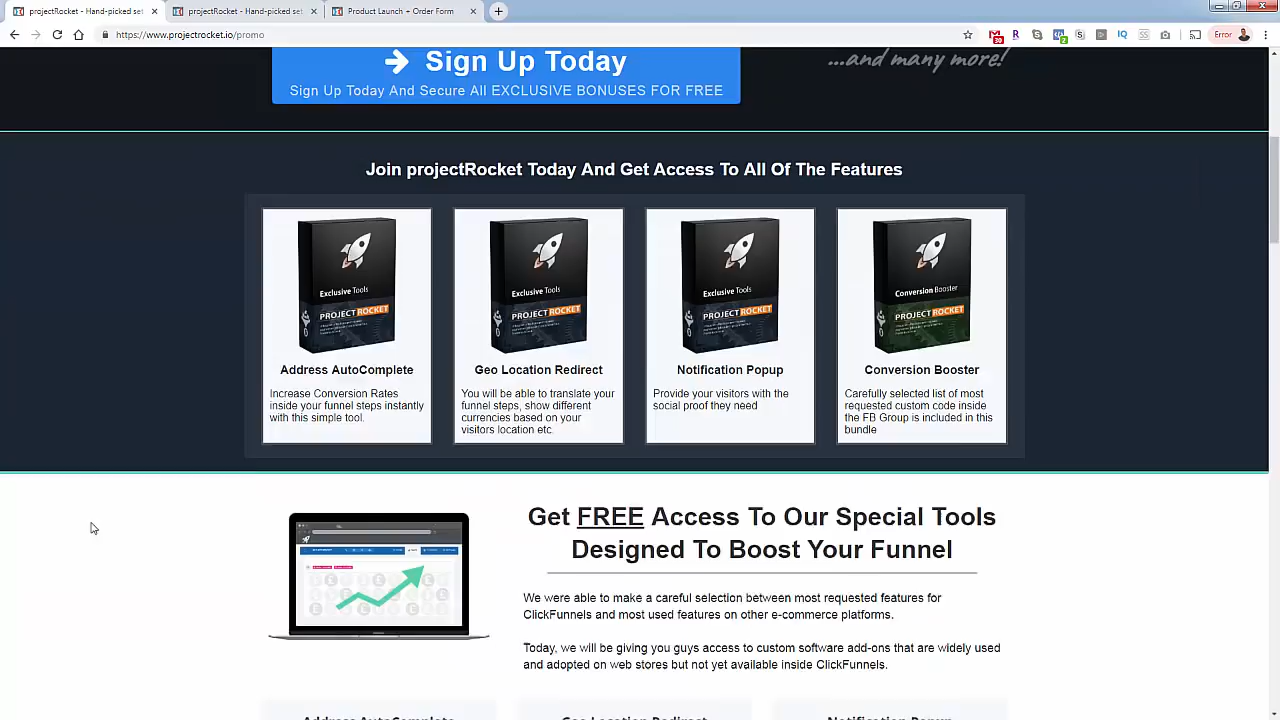 projectRocket - Hand-picked se
projectRocket - Hand-picked se
Product Launch + Order Form
https://www.projectrocket.io/promo
Error
Sign Up Today
Sign Up Today And Secure All EXCLUSIVE BONUSES FOR FREE
...and many more!
Join projectRocket Today And Get Access To All Of The Features
Exclusive Tools
PROJECT ROCKET
Exclusive Tools
PROJECT ROCKET
Exclusive Tools
PROJECT ROCKET
Conversion Booster
PROJECT ROCKET
Address AutoComplete
Increase Conversion Rates
inside your funnel steps instantly
with this simple tool.
Geo Location Redirect
You will be able to translate your
funnel steps, show different
currencies based on your
visitors location etc.
Notification Popup
Provide your visitors with the
social proof they need
Conversion Booster
Carefully selected list of most
requested custom code inside
the FB Group is included in this
bundle
Get FREE Access To Our Special Tools
Designed To Boost Your Funnel
We were able to make a careful selection between most requested features for
ClickFunnels and most used features on other e-commerce platforms.
Today, we will be giving you guys access to custom software add-ons that are widely used
and adopted on web stores but not yet available inside ClickFunnels.
Address AutoComplete
Geo Location Redirect
Notification Popup